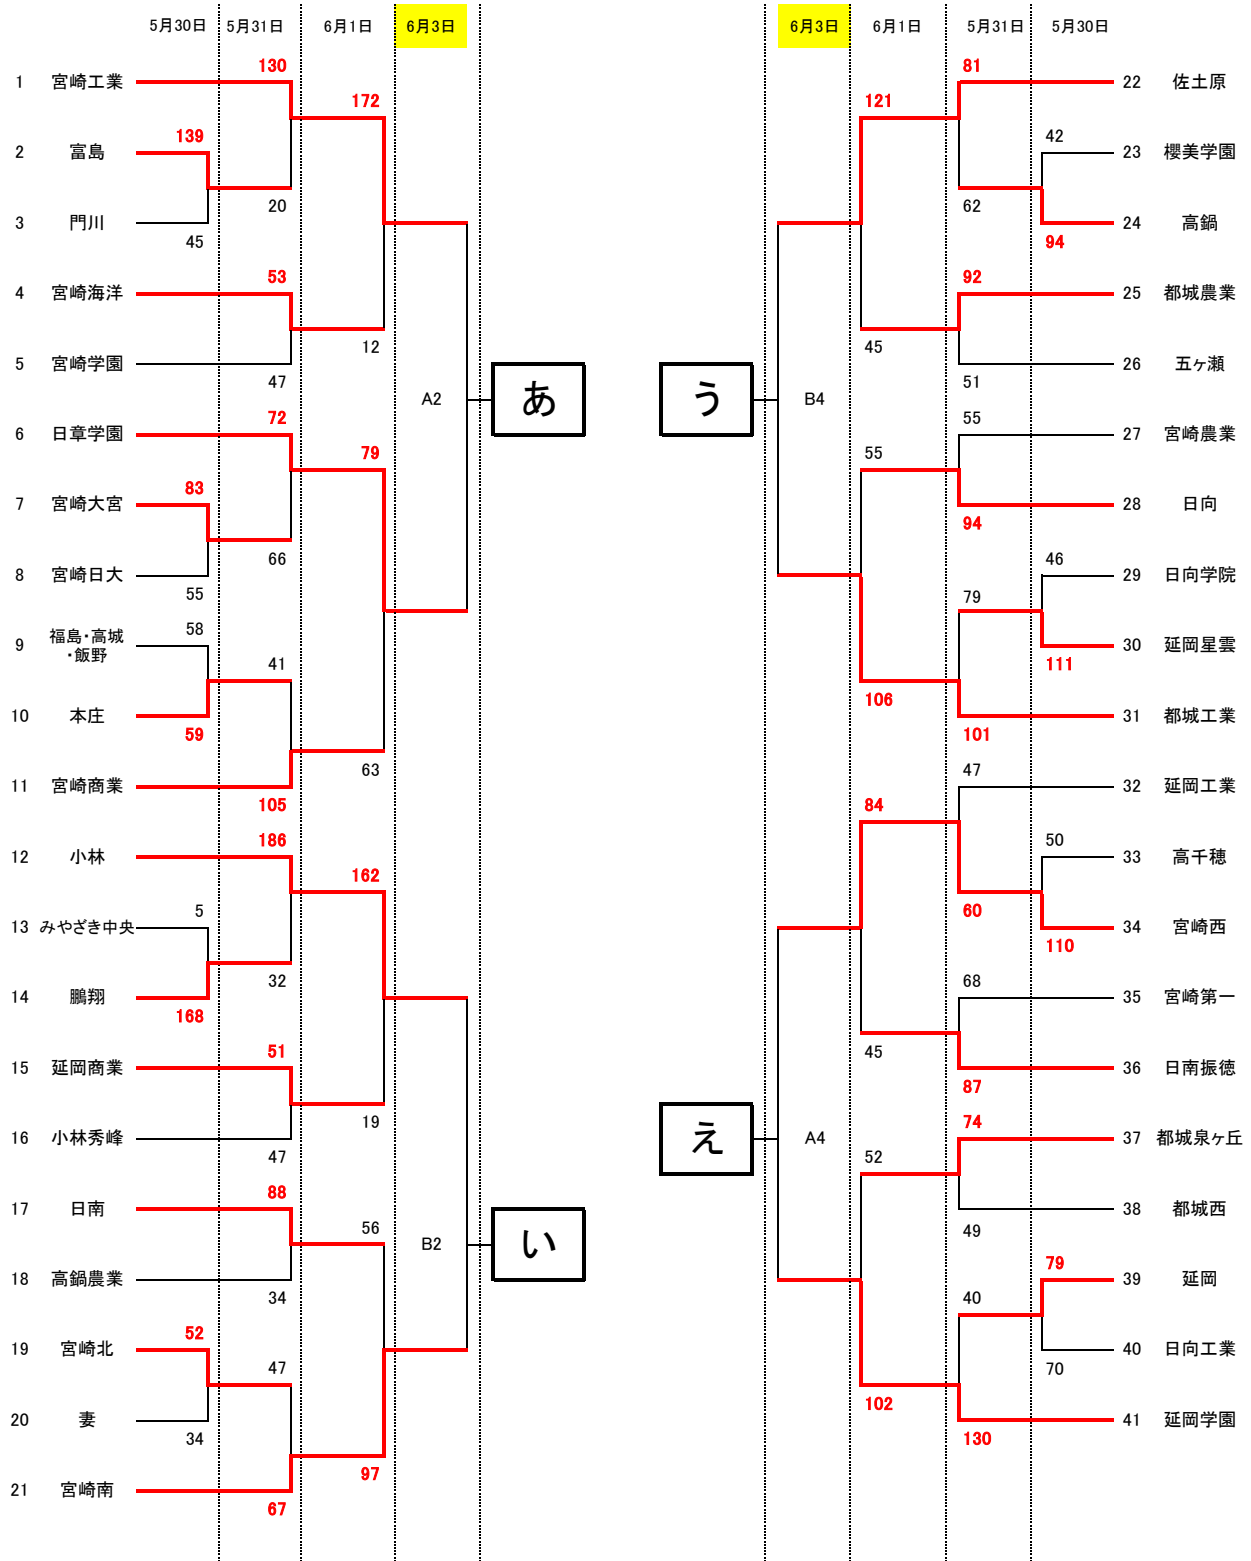 5月30日 5月31日 6月1日 6月3日
6月3日 6月1日 5月31日 5月30日
130
1 宮崎工業
172
139
2 富島
20
3 門川
45
53
4 宮崎海洋
12
5 宮崎学園
47
A2
あ
72
6 日章学園
79
83
7 宮崎大宮
66
8 宮崎日大
55
58
9 福島・高城
・飯野
41
10 本庄
59
63
11 宮崎商業
105
186
12 小林
162
5
13 みやざき中央
32
14 鵬翔
168
51
15 延岡商業
19
16 小林秀峰
47
88
17 日南
56
B2
い
18 高鍋農業
34
52
19 宮崎北
47
20 妻
34
97
21 宮崎南
67
81
22 佐土原
121
42
23 櫻美学園
62
24 高鍋
94
92
25 都城農業
45
26 五ヶ瀬
51
う
B4
55
27 宮崎農業
55
28 日向
94
46
29 日向学院
79
30 延岡星雲
111
106
31 都城工業
101
47
32 延岡工業
84
50
33 高千穂
60
34 宮崎西
110
68
35 宮崎第一
45
36 日南振徳
87
え
A4
74
37 都城泉ヶ丘
52
38 都城西
49
79
39 延岡
40
40 日向工業
70
102
41 延岡学園
130